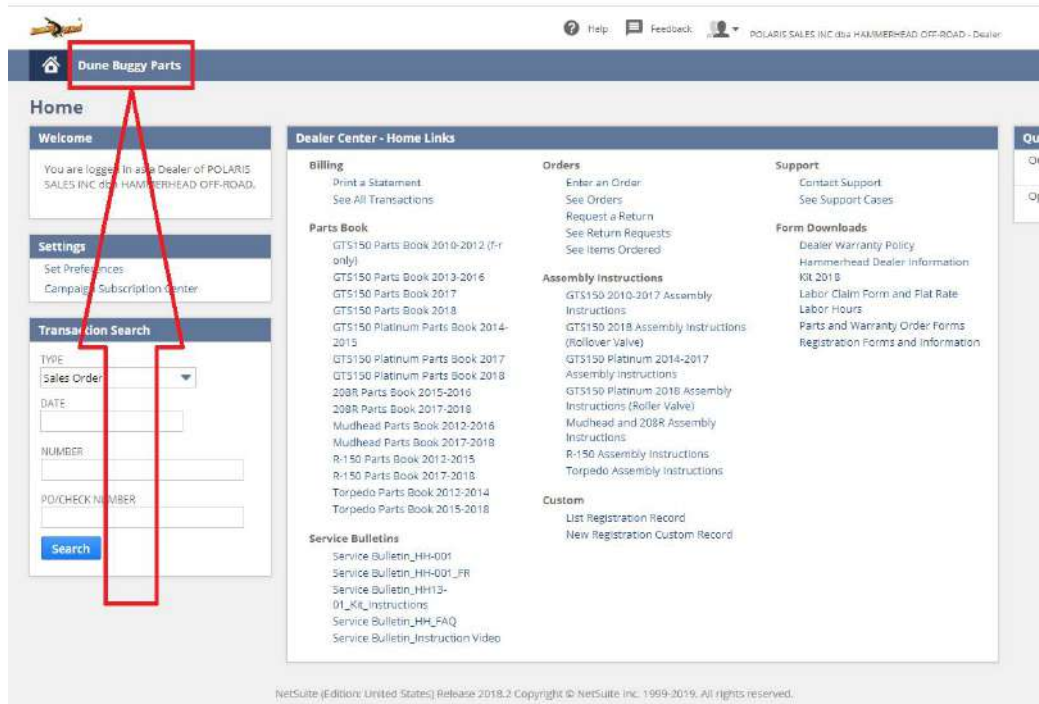 Help
Feedback
POLARIS SALES INC dba HAMMERHEAD OFF-ROAD - Dealer
Dune Buggy Parts
Home
Welcome
You are logged in as a Dealer of POLARIS
SALES INC dba HAMMERHEAD OFF-ROAD.
Settings
Set Preferences
Campaign Subscription Center
Transaction Search
TYPE
Sales Order
DATE
NUMBER
PO/CHECK NUMBER
Search
Dealer Center - Home Links
Billing
Print a Statement
See All Transactions
Parts Book
GTS150 Parts Book 2010-2012 (f-r
only)
GTS150 Parts Book 2013-2016
GTS150 Parts Book 2017
GTS150 Parts Book 2018
GTS150 Platinum Parts Book 2014-
2015
GTS150 Platinum Parts Book 2017
GTS150 Platinum Parts Book 2018
208R Parts Book 2015-2016
208R Parts Book 2017-2018
Mudhead Parts Book 2012-2016
Mudhead Parts Book 2017-2018
R-150 Parts Book 2012-2015
R-150 Parts Book 2017-2018
Torpedo Parts Book 2012-2014
Torpedo Parts Book 2015-2018
Service Bulletins
Service Bulletin_HH-001
Service Bulletin_HH-001_FR
Service Bulletin_HH13-
01_Kit_Instructions
Service Bulletin_HH_FAQ
Service Bulletin_Instruction Video
Orders
Enter an Order
See Orders
Request a Return
See Return Requests
See Items Ordered
Assembly Instructions
GTS150 2010-2017 Assembly
Instructions
GTS150 2018 Assembly Instructions
(Rollover Valve)
GTS150 Platinum 2014-2017
Assembly Instructions
GTS150 Platinum 2018 Assembly
Instructions (Roller Valve)
Mudhead and 208R Assembly
Instructions
R-150 Assembly Instructions
Torpedo Assembly Instructions
Custom
List Registration Record
New Registration Custom Record
Support
Contact Support
See Support Cases
Form Downloads
Dealer Warranty Policy
Hammerhead Dealer Information
Kit 2018
Labor Claim Form and Flat Rate
Labor Hours
Parts and Warranty Order Forms
Registration Forms and Information
Qu
Op
NetSuite (Edition: United States) Release 2018.2 Copyright © NetSuite Inc. 1999-2019. All rights reserved.